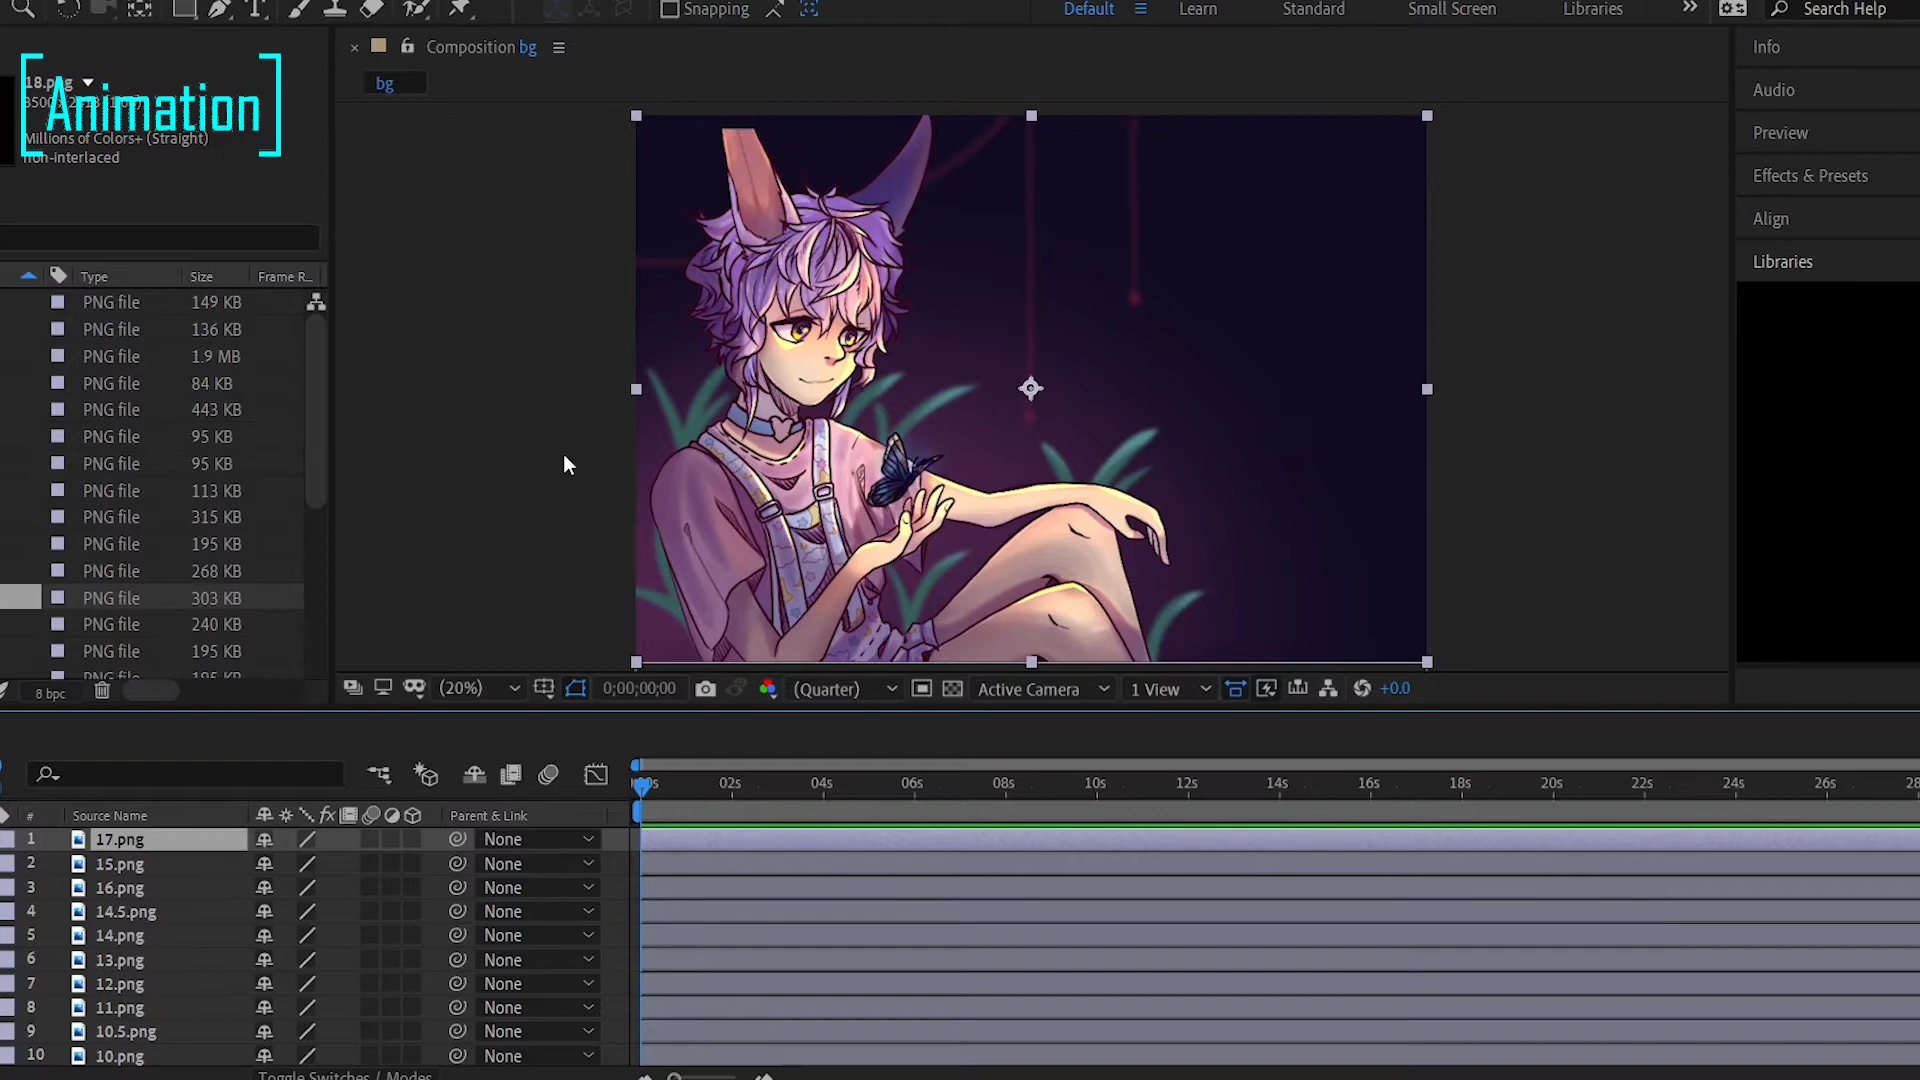 Snapping
Default
Learn
Standard
Small Screen
Libraries
Search Help
Animation
18.png
Millions of Colors+ (Straight)
non-interlaced
Composition bg
bg
Info
Audio
Preview
Effects & Presets
Align
Libraries
Type Size Frame R...
PNG file 149 KB
PNG file 136 KB
PNG file 1.9 MB
PNG file 84 KB
PNG file 443 KB
PNG file 95 KB
PNG file 95 KB
PNG file 113 KB
PNG file 315 KB
PNG file 195 KB
PNG file 268 KB
PNG file 303 KB
PNG file 240 KB
PNG file 195 KB
PNG file 195 KB
8 bpc
(20%) 0;00;00;00 (Quarter) Active Camera 1 View +0.0
02s 04s 06s 08s 10s 12s 14s 16s 18s 20s 22s 24s 26s 28
# Source Name fx Parent & Link
1 17.png None
2 15.png None
3 16.png None
4 14.5.png None
5 14.png None
6 13.png None
7 12.png None
8 11.png None
9 10.5.png None
10 10.png None
Toggle Switches / Modes